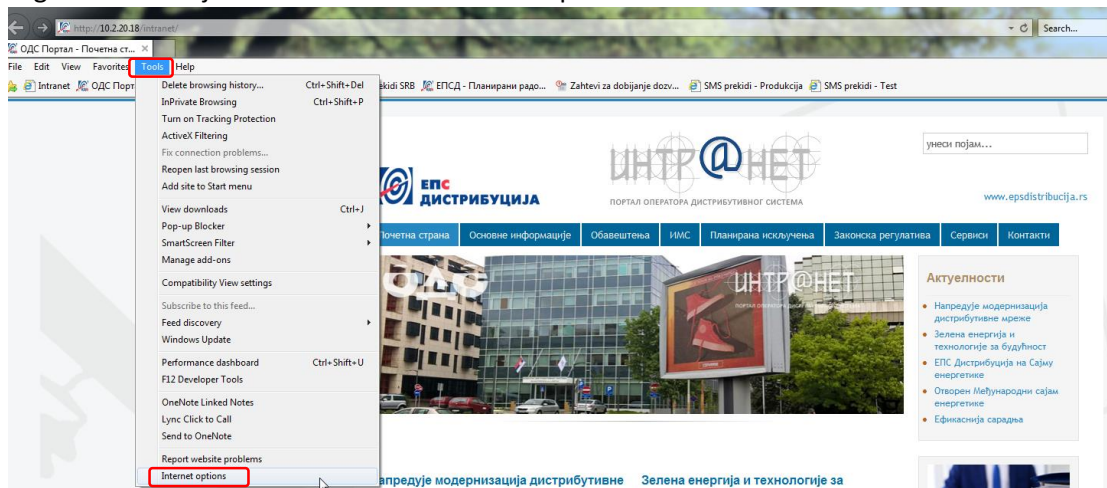 http://10.2.20.18/intranet/
Search...
ОДС Портал - Почетна ст...
File Edit View Favorites Tools Help
Intranet ОДС Порт
ekidi SRB ЕПСД - Планирани радо... Zahtevi za dobijanje dozv... SMS prekidi - Produkcija SMS prekidi - Test
Delete browsing history... Ctrl+Shift+Del
InPrivate Browsing Ctrl+Shift+P
Turn on Tracking Protection
ActiveX Filtering
Fix connection problems...
Reopen last browsing session
Add site to Start menu
View downloads Ctrl+J
Pop-up Blocker
SmartScreen Filter
Manage add-ons
Compatibility View settings
Subscribe to this feed...
Feed discovery
Windows Update
Performance dashboard Ctrl+Shift+U
F12 Developer Tools
OneNote Linked Notes
Lync Click to Call
Send to OneNote
Report website problems
Internet options
ЕПС
ДИСТРИБУЦИЈА
ИНТР@НЕТ
ПОРТАЛ ОПЕРАТОРА ДИСТРИБУТИВНОГ СИСТЕМА
унеси појам...
www.epsdistribucija.rs
Почетна страна Основне информације Обавештења ИМС Планирана искључења Законска регулатива Сервиси Контакти
ОДС
ИНТР@НЕТ
Актуелности
Напредује модернизација
дистрибутивне мреже
Зелена енергија и
технологије за будућност
ЕПС Дистрибуција на Сајму
енергетике
Отворен Међународни сајам
енергетике
Ефикаснија сарадња
апредује модернизација дистрибутивне
Зелена енергија и технологије за